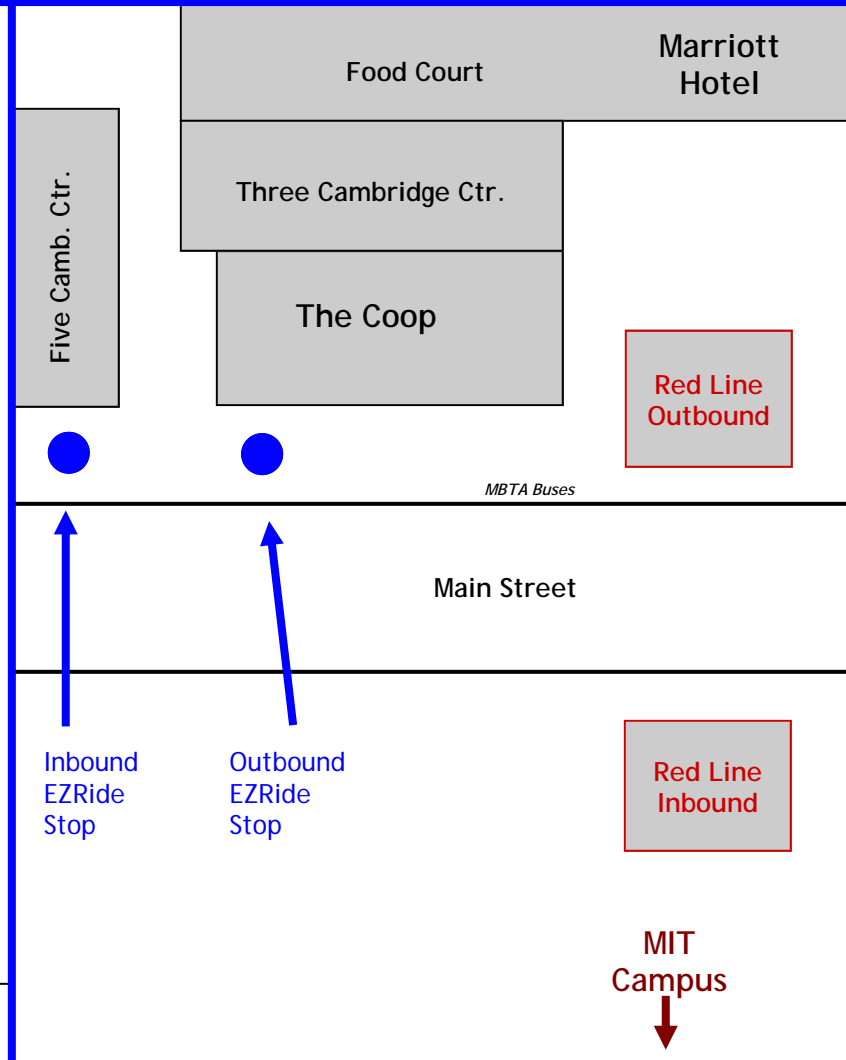 Food Court
Marriott
Hotel
Five Camb. Ctr.
Three Cambridge Ctr.
The Coop
Red Line
Outbound
MBTA Buses
Main Street
Inbound
EZRide
Stop
Outbound
EZRide
Stop
Red Line
Inbound
MIT
Campus